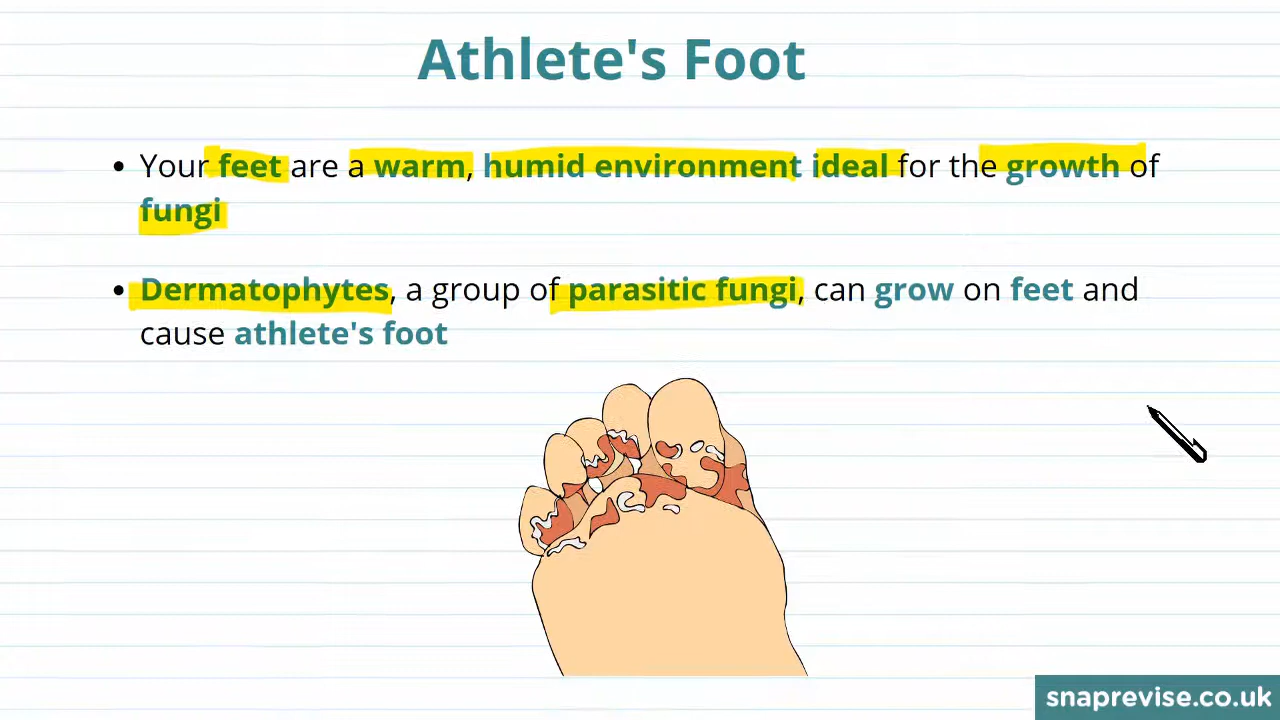 Athlete's Foot
• Your feet are a warm, humid environment ideal for the growth of
fungi
• Dermatophytes, a group of parasitic fungi, can grow on feet and
cause athlete's foot
snaprevise.co.uk